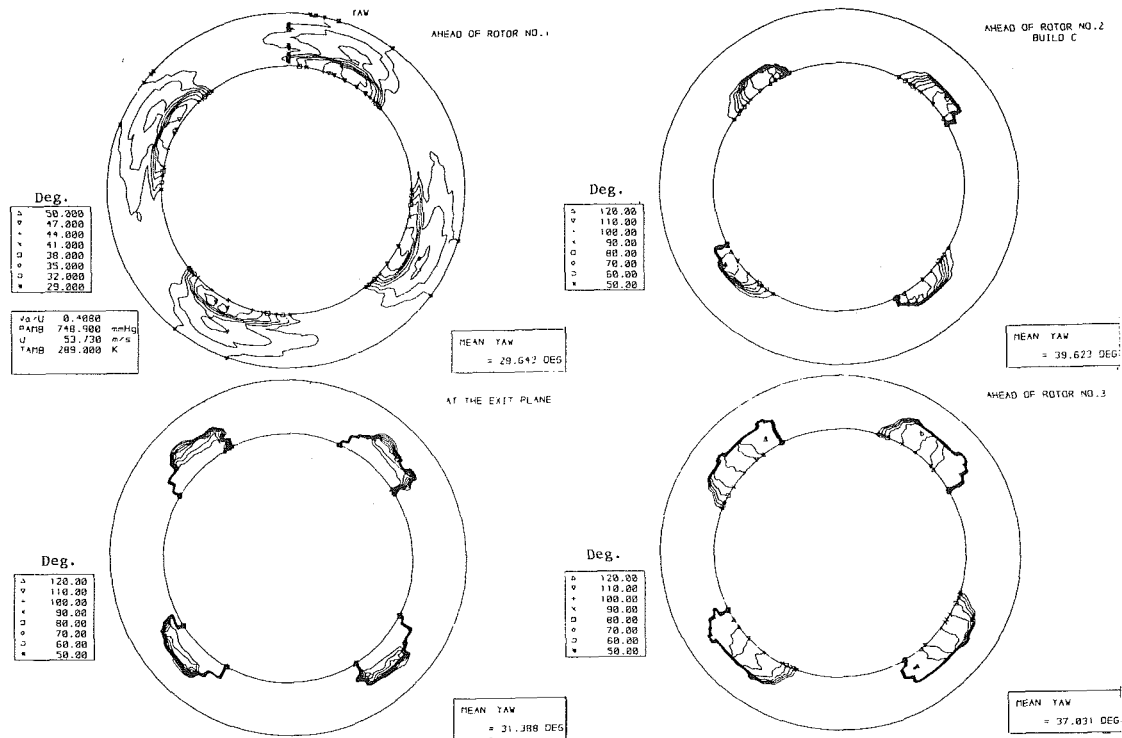 YAW
AHEAD OF ROTOR NO.1
Deg.
50.000
47.000
44.000
41.000
38.000
35.000
32.000
29.000
Va/U 0.4080
PAMB 748.900 mmHg
U 53.730 m/s
TAMB 289.000 K
MEAN YAW
= 29.643 DEG
AHEAD OF ROTOR NO.2
BUILD C
Deg.
120.00
110.00
100.00
90.00
80.00
70.00
60.00
50.00
MEAN YAW
= 39.623 DEG
AT THE EXIT PLANE
Deg.
120.00
110.00
100.00
90.00
80.00
70.00
60.00
50.00
MEAN YAW
= 31.388 DEG
AHEAD OF ROTOR NO.3
Deg.
120.00
110.00
100.00
90.00
80.00
70.00
60.00
50.00
MEAN YAW
= 37.031 DEG